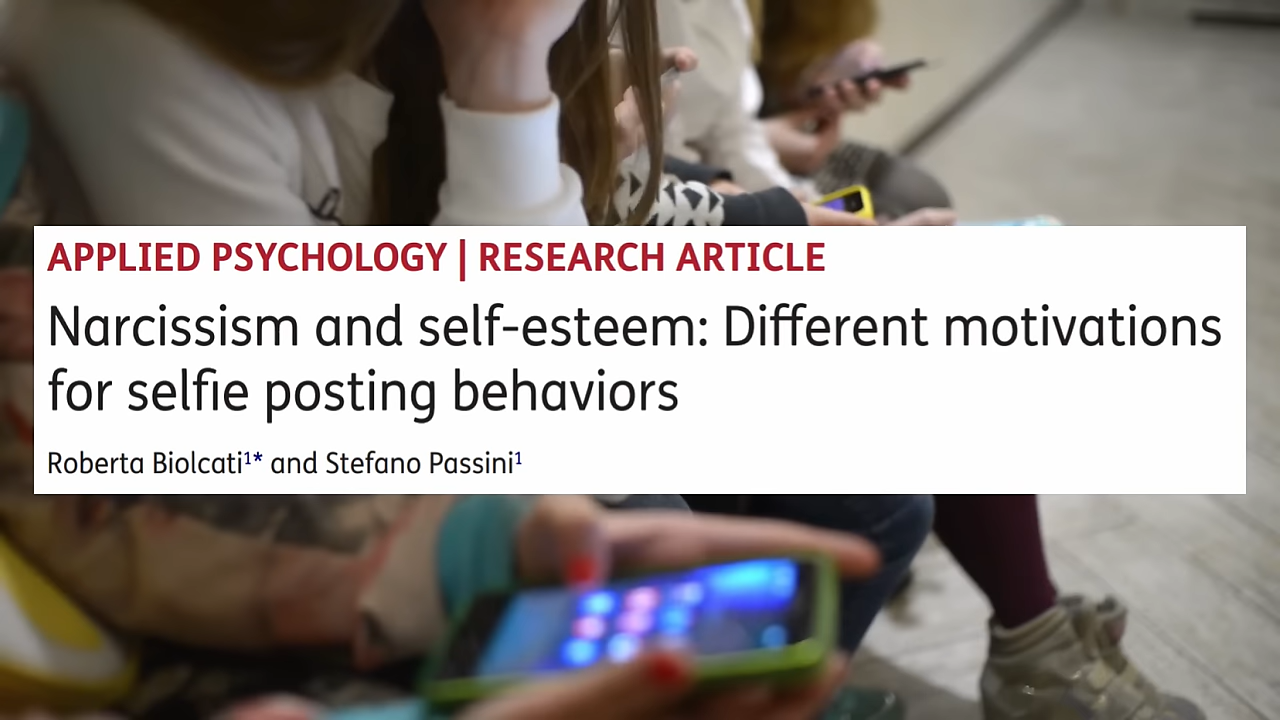 APPLIED PSYCHOLOGY | RESEARCH ARTICLE
Narcissism and self-esteem: Different motivations
for selfie posting behaviors
Roberta Biolcati¹* and Stefano Passini¹